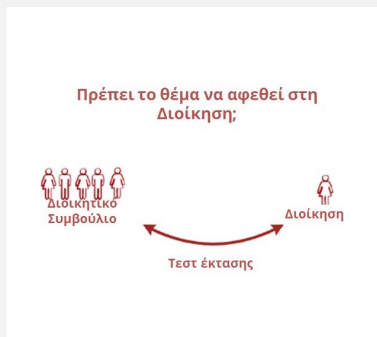 Πρέπει το θέμα να αφεθεί στη
Διοίκηση;
Διοικητικό
Συμβούλιο
Διοίκηση
Τεστ έκτασης